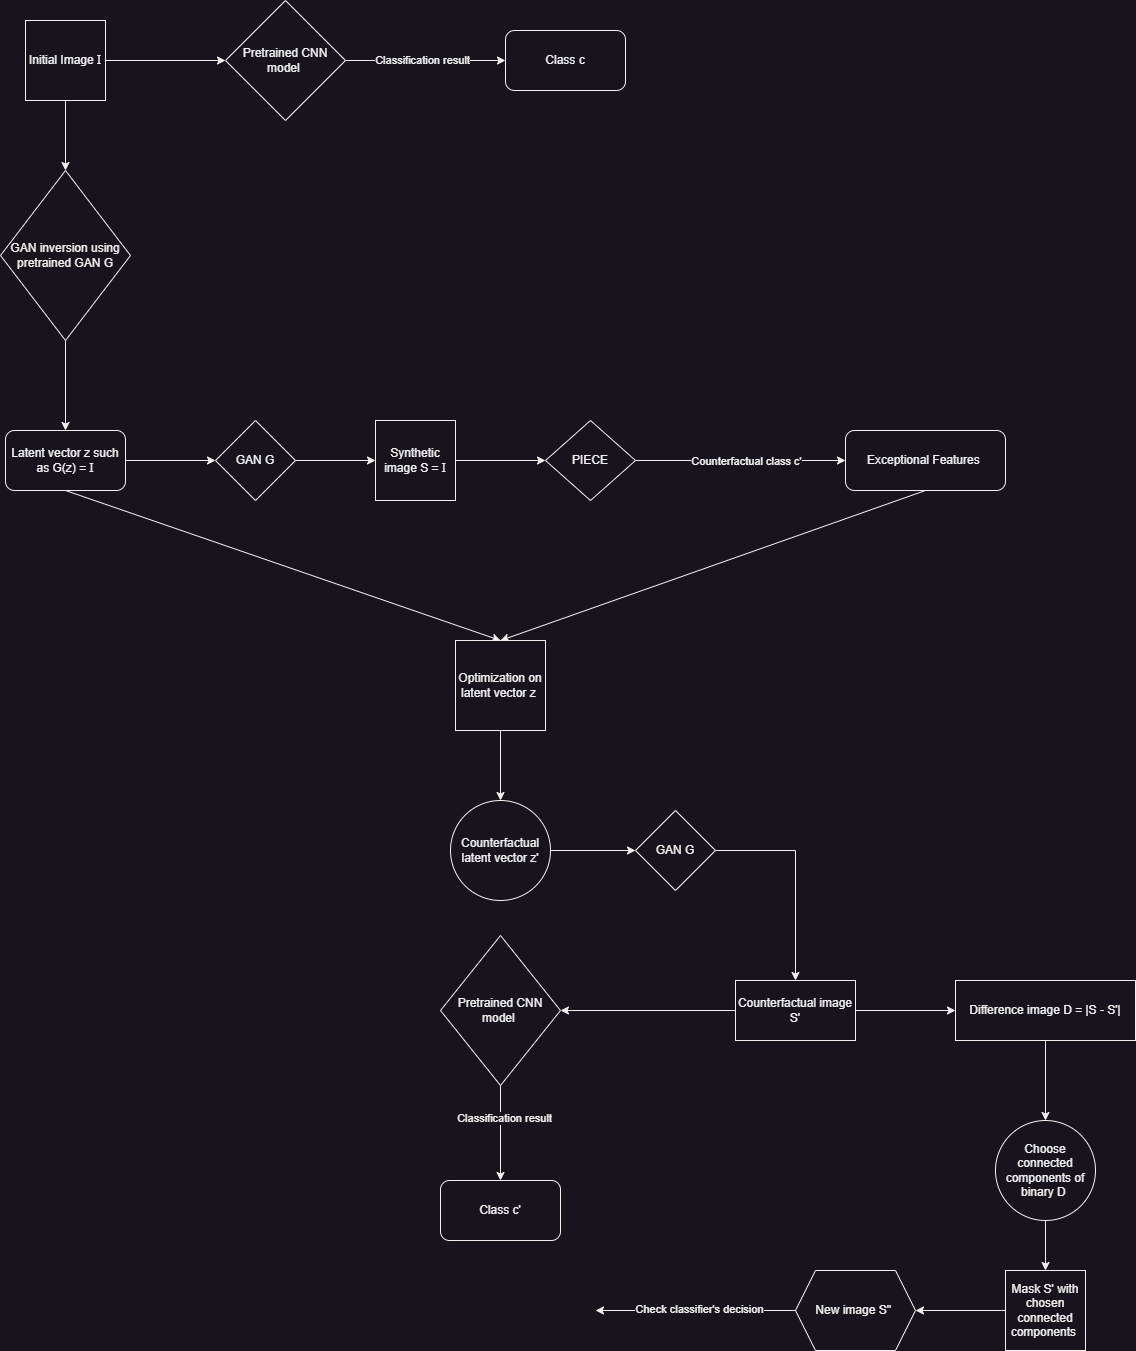 Initial Image I
Pretrained CNN
model
Classification result
Class c
GAN inversion using
pretrained GAN G
Latent vector z such
as G(z) = I
GAN G
Synthetic
image S = I
PIECE
Counterfactual class c'
Exceptional Features
Optimization on
latent vector z
Counterfactual
latent vector z'
GAN G
Pretrained CNN
model
Counterfactual image
S'
Difference image D = |S - S'|
Classification result
Class c'
Choose
connected
components of
binary D
Mask S' with
chosen
connected
components
New image S''
Check classifier's decision